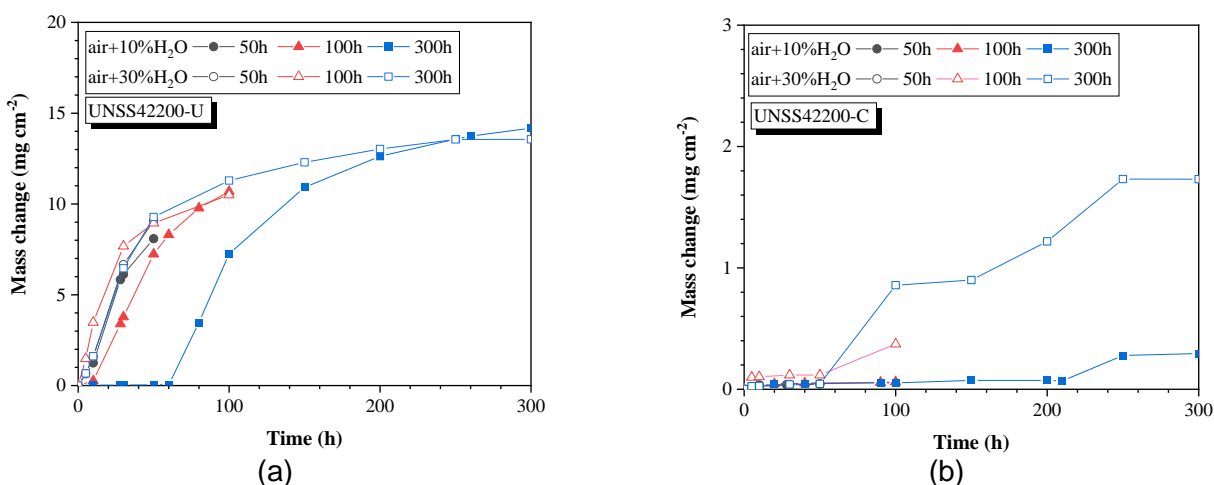 20
15
10
5
0
0
100
200
300
Mass change (mg cm⁻²)
Time (h)
air+10%H₂O 50h 100h 300h
air+30%H₂O 50h 100h 300h
UNSS42200-U
(a)
3
2
1
0
0
100
200
300
Mass change (mg cm⁻²)
Time (h)
air+10%H₂O 50h 100h 300h
air+30%H₂O 50h 100h 300h
UNSS42200-C
(b)